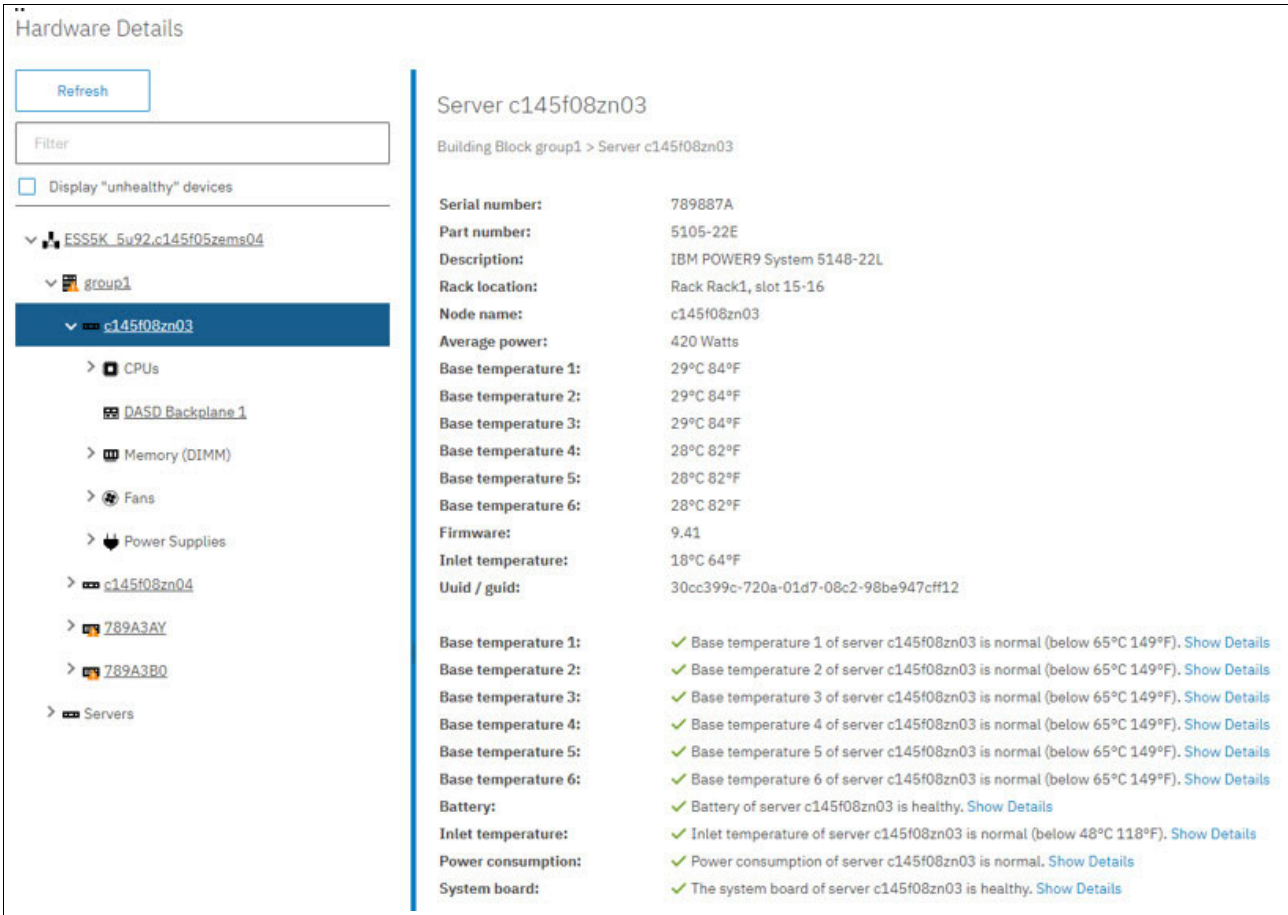 Hardware Details
Refresh
Filter
Display "unhealthy" devices
ESS5K_5u92.c145f05zems04
group1
c145f08zn03
CPUs
DASD Backplane 1
Memory (DIMM)
Fans
Power Supplies
c145f08zn04
789A3AY
789A3B0
Servers
Server c145f08zn03
Building Block group1 > Server c145f08zn03
Serial number: 789887A
Part number: 5105-22E
Description: IBM POWER9 System 5148-22L
Rack location: Rack Rack1, slot 15-16
Node name: c145f08zn03
Average power: 420 Watts
Base temperature 1: 29°C 84°F
Base temperature 2: 29°C 84°F
Base temperature 3: 29°C 84°F
Base temperature 4: 28°C 82°F
Base temperature 5: 28°C 82°F
Base temperature 6: 28°C 82°F
Firmware: 9.41
Inlet temperature: 18°C 64°F
Uuid / guid: 30cc399c-720a-01d7-08c2-98be947cff12
Base temperature 1: ✓ Base temperature 1 of server c145f08zn03 is normal (below 65°C 149°F). Show Details
Base temperature 2: ✓ Base temperature 2 of server c145f08zn03 is normal (below 65°C 149°F). Show Details
Base temperature 3: ✓ Base temperature 3 of server c145f08zn03 is normal (below 65°C 149°F). Show Details
Base temperature 4: ✓ Base temperature 4 of server c145f08zn03 is normal (below 65°C 149°F). Show Details
Base temperature 5: ✓ Base temperature 5 of server c145f08zn03 is normal (below 65°C 149°F). Show Details
Base temperature 6: ✓ Base temperature 6 of server c145f08zn03 is normal (below 65°C 149°F). Show Details
Battery: ✓ Battery of server c145f08zn03 is healthy. Show Details
Inlet temperature: ✓ Inlet temperature of server c145f08zn03 is normal (below 48°C 118°F). Show Details
Power consumption: ✓ Power consumption of server c145f08zn03 is normal. Show Details
System board: ✓ The system board of server c145f08zn03 is healthy. Show Details